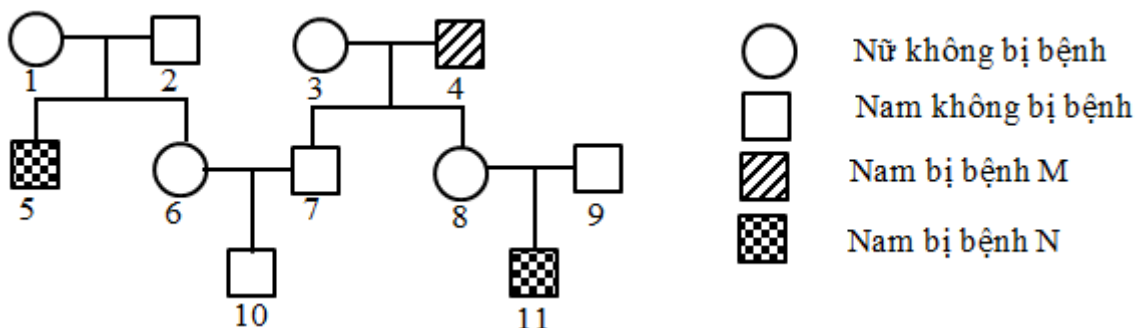 1 2 3 4
5 6 7 8 9
10 11
Nữ không bị bệnh
Nam không bị bệnh
Nam bị bệnh M
Nam bị bệnh N